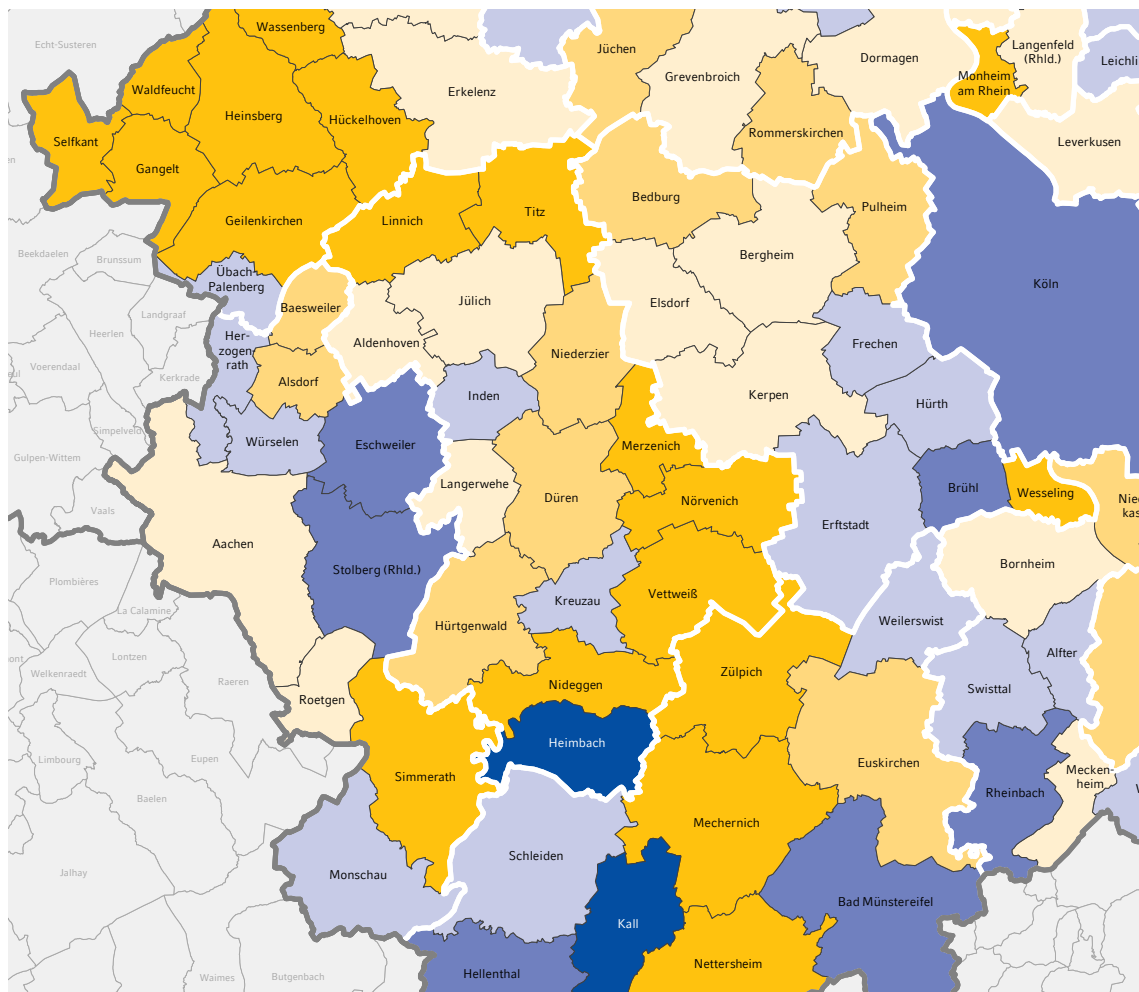 Wassenberg
Echt-Susteren
Jüchen
Dormagen
Langenfeld
(Rhld.)
Leichli
Grevenbroich
Monheim
am Rhein
Waldfeucht
Erkelenz
Heinsberg
Hückelhoven
Rommerskirchen
Selfkant
Leverkusen
Gangelt
Bedburg
Pulheim
Titz
Linnich
Geilenkirchen
Beekdaelen
Brunssum
Bergheim
Übach-
Palenberg
Köln
Jülich
Elsdorf
Baesweiler
Landgraaf
Heerlen
Her-
zogen-
rath
Aldenhoven
Frechen
Niederzier
Voerendaal
Kerkrade
Alsdorf
Inden
Kerpen
Hürth
Simpelveld
Würselen
Eschweiler
Merzenich
Gulpen-Wittem
Langerwehe
Brühl
Wesseling
Düren
Nörvenich
Nie
kas
Vaals
Erftstadt
Aachen
Bornheim
Stolberg (Rhld.)
Plombières
Vettweiß
Kreuzau
La Calamine
Weilerswist
Hürtgenwald
Alfter
mont
Lontzen
Welkenraedt
Zülpich
Raeren
Nideggen
Swisttal
Roetgen
Heimbach
Limbourg
Eupen
Euskirchen
Simmerath
Mecken-
heim
Rheinbach
W
Baelen
Mechernich
Schleiden
Jalhay
Monschau
Bad Münstereifel
Kall
Nettersheim
Hellenthal
Waimes
Butgenbach